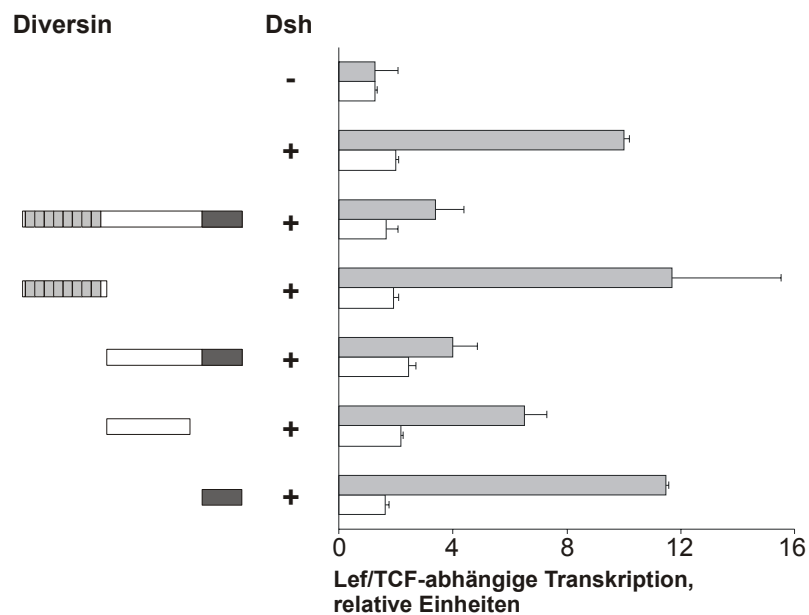 Diversin Dsh
-
+
+
+
+
+
+
0 4 8 12 16
Lef/TCF-abhängige Transkription,
relative Einheiten